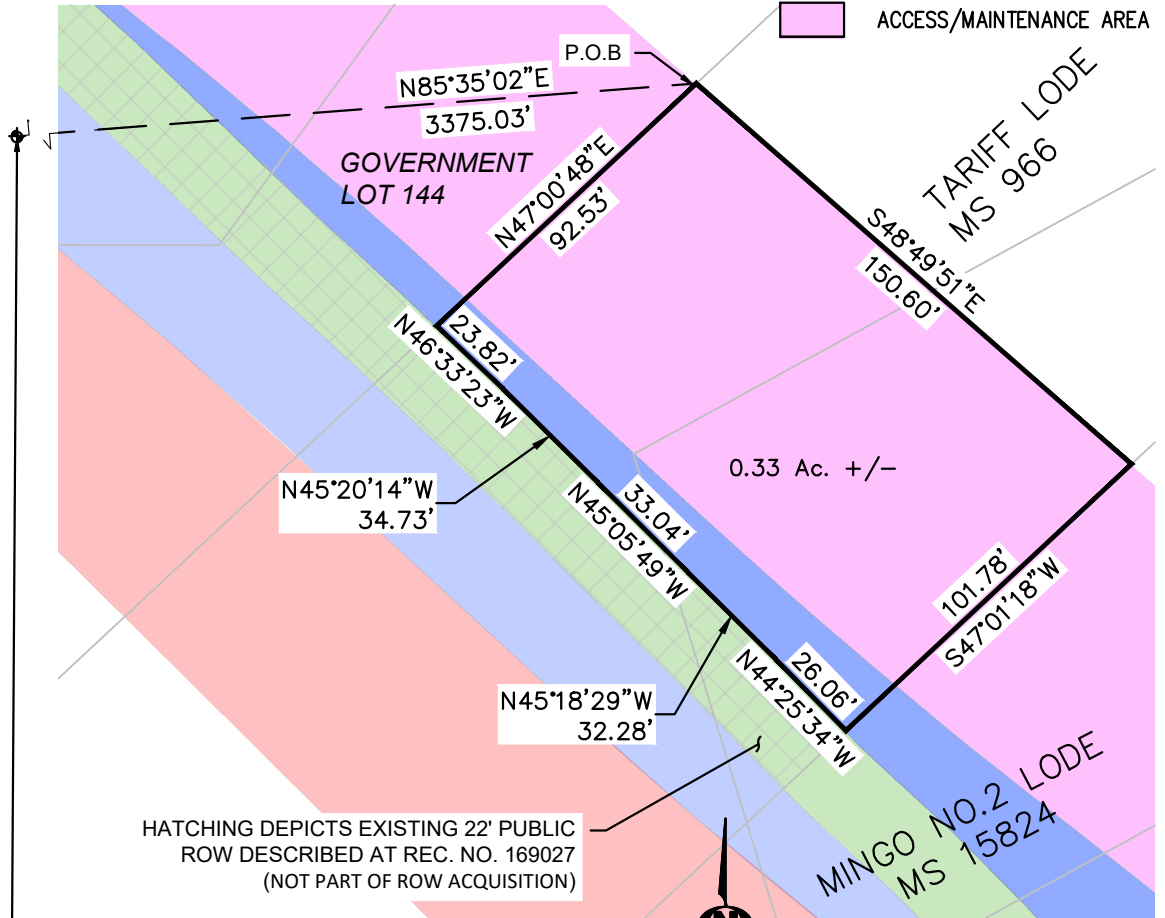 ACCESS/MAINTENANCE AREA
P.O.B
N85°35'02"E
3375.03'
GOVERNMENT
LOT 144
N47°00'48"E
92.53'
TARIFF LODE
MS 966
S48°49'51"E
150.60'
23.82'
N46°33'23"W
0.33 Ac. +/-
N45°20'14"W
34.73'
33.04'
N45°05'49"W
101.78'
S47°01'18"W
N45°18'29"W
32.28'
26.06'
N44°25'34"W
MINGO NO.2 LODE
MS 15824
HATCHING DEPICTS EXISTING 22' PUBLIC
ROW DESCRIBED AT REC. NO. 169027
(NOT PART OF ROW ACQUISITION)